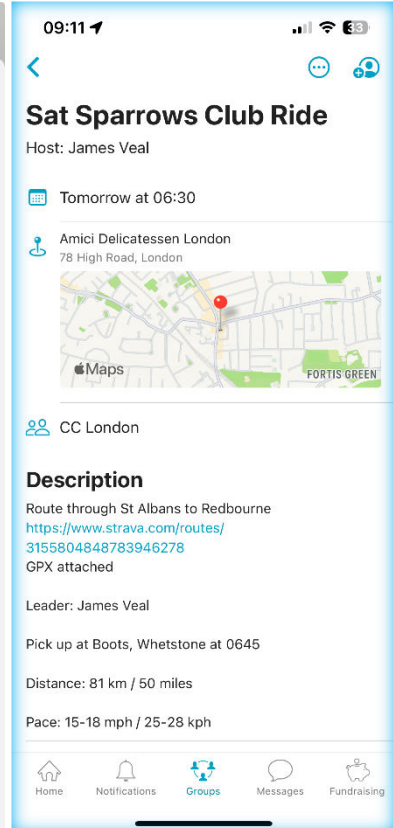 09:11
33
Sat Sparrows Club Ride
Host: James Veal
Tomorrow at 06:30
Amici Delicatessen London
78 High Road, London
Maps
FORTIS GREEN
CC London
Description
Route through St Albans to Redbourne
https://www.strava.com/routes/
3155804848783946278
GPX attached
Leader: James Veal
Pick up at Boots, Whetstone at 0645
Distance: 81 km / 50 miles
Pace: 15-18 mph / 25-28 kph
Home
Notifications
Groups
Messages
Fundraising